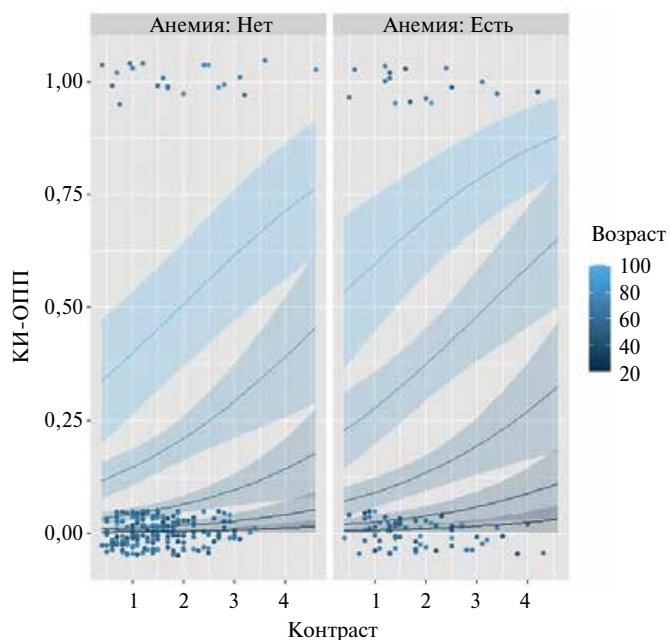 Анемия: Нет
Анемия: Есть
1,00
0,75
0,50
0,25
0,00
КИ-ОПП
1 2 3 4
1 2 3 4
Контраст
Возраст
100
80
60
40
20